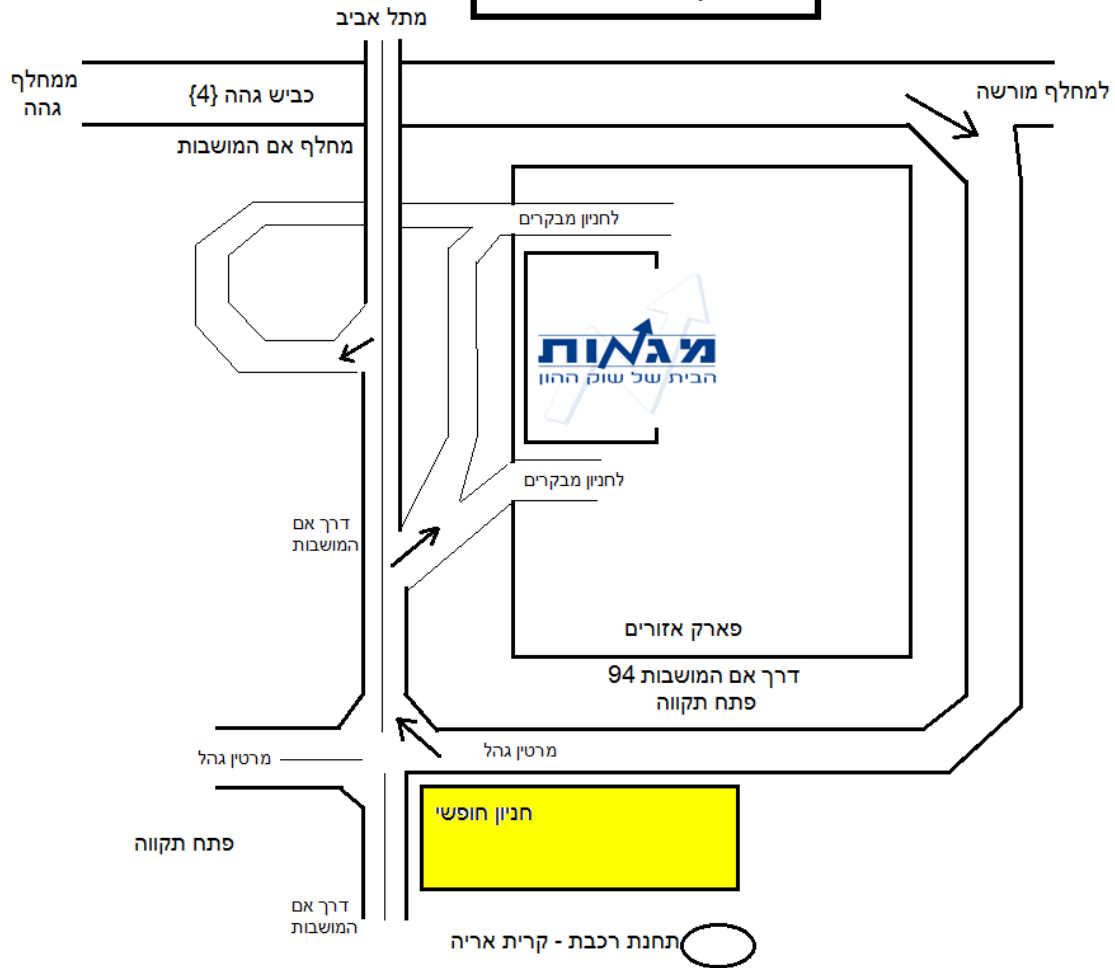 מתל אביב
ממחלף
גהה
כביש גהה {4}
למחלף מורשה
מחלף אם המושבות
לחניון מבקרים
מגמות
הבית של שוק ההון
לחניון מבקרים
דרך אם
המושבות
פארק אזורים
דרך אם המושבות 94
פתח תקווה
מרטין גהל
מרטין גהל
חניון חופשי
פתח תקווה
דרך אם
המושבות
תחנת רכבת - קרית אריה